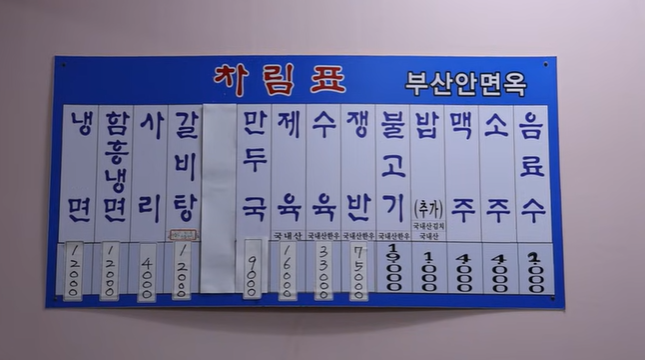 차림표
부산안면옥
냉면 12000
함흥냉면 12000
사리 4000
갈비탕 12000
만두국 9000
제육 국내산 16000
수육 국내산한우 33000
쟁반 국내산한우 75000
불고기 국내산한우 19000
밥 (추가) 국내산김치 국내산 1000
맥주 4000
소주 4000
음료수 2000